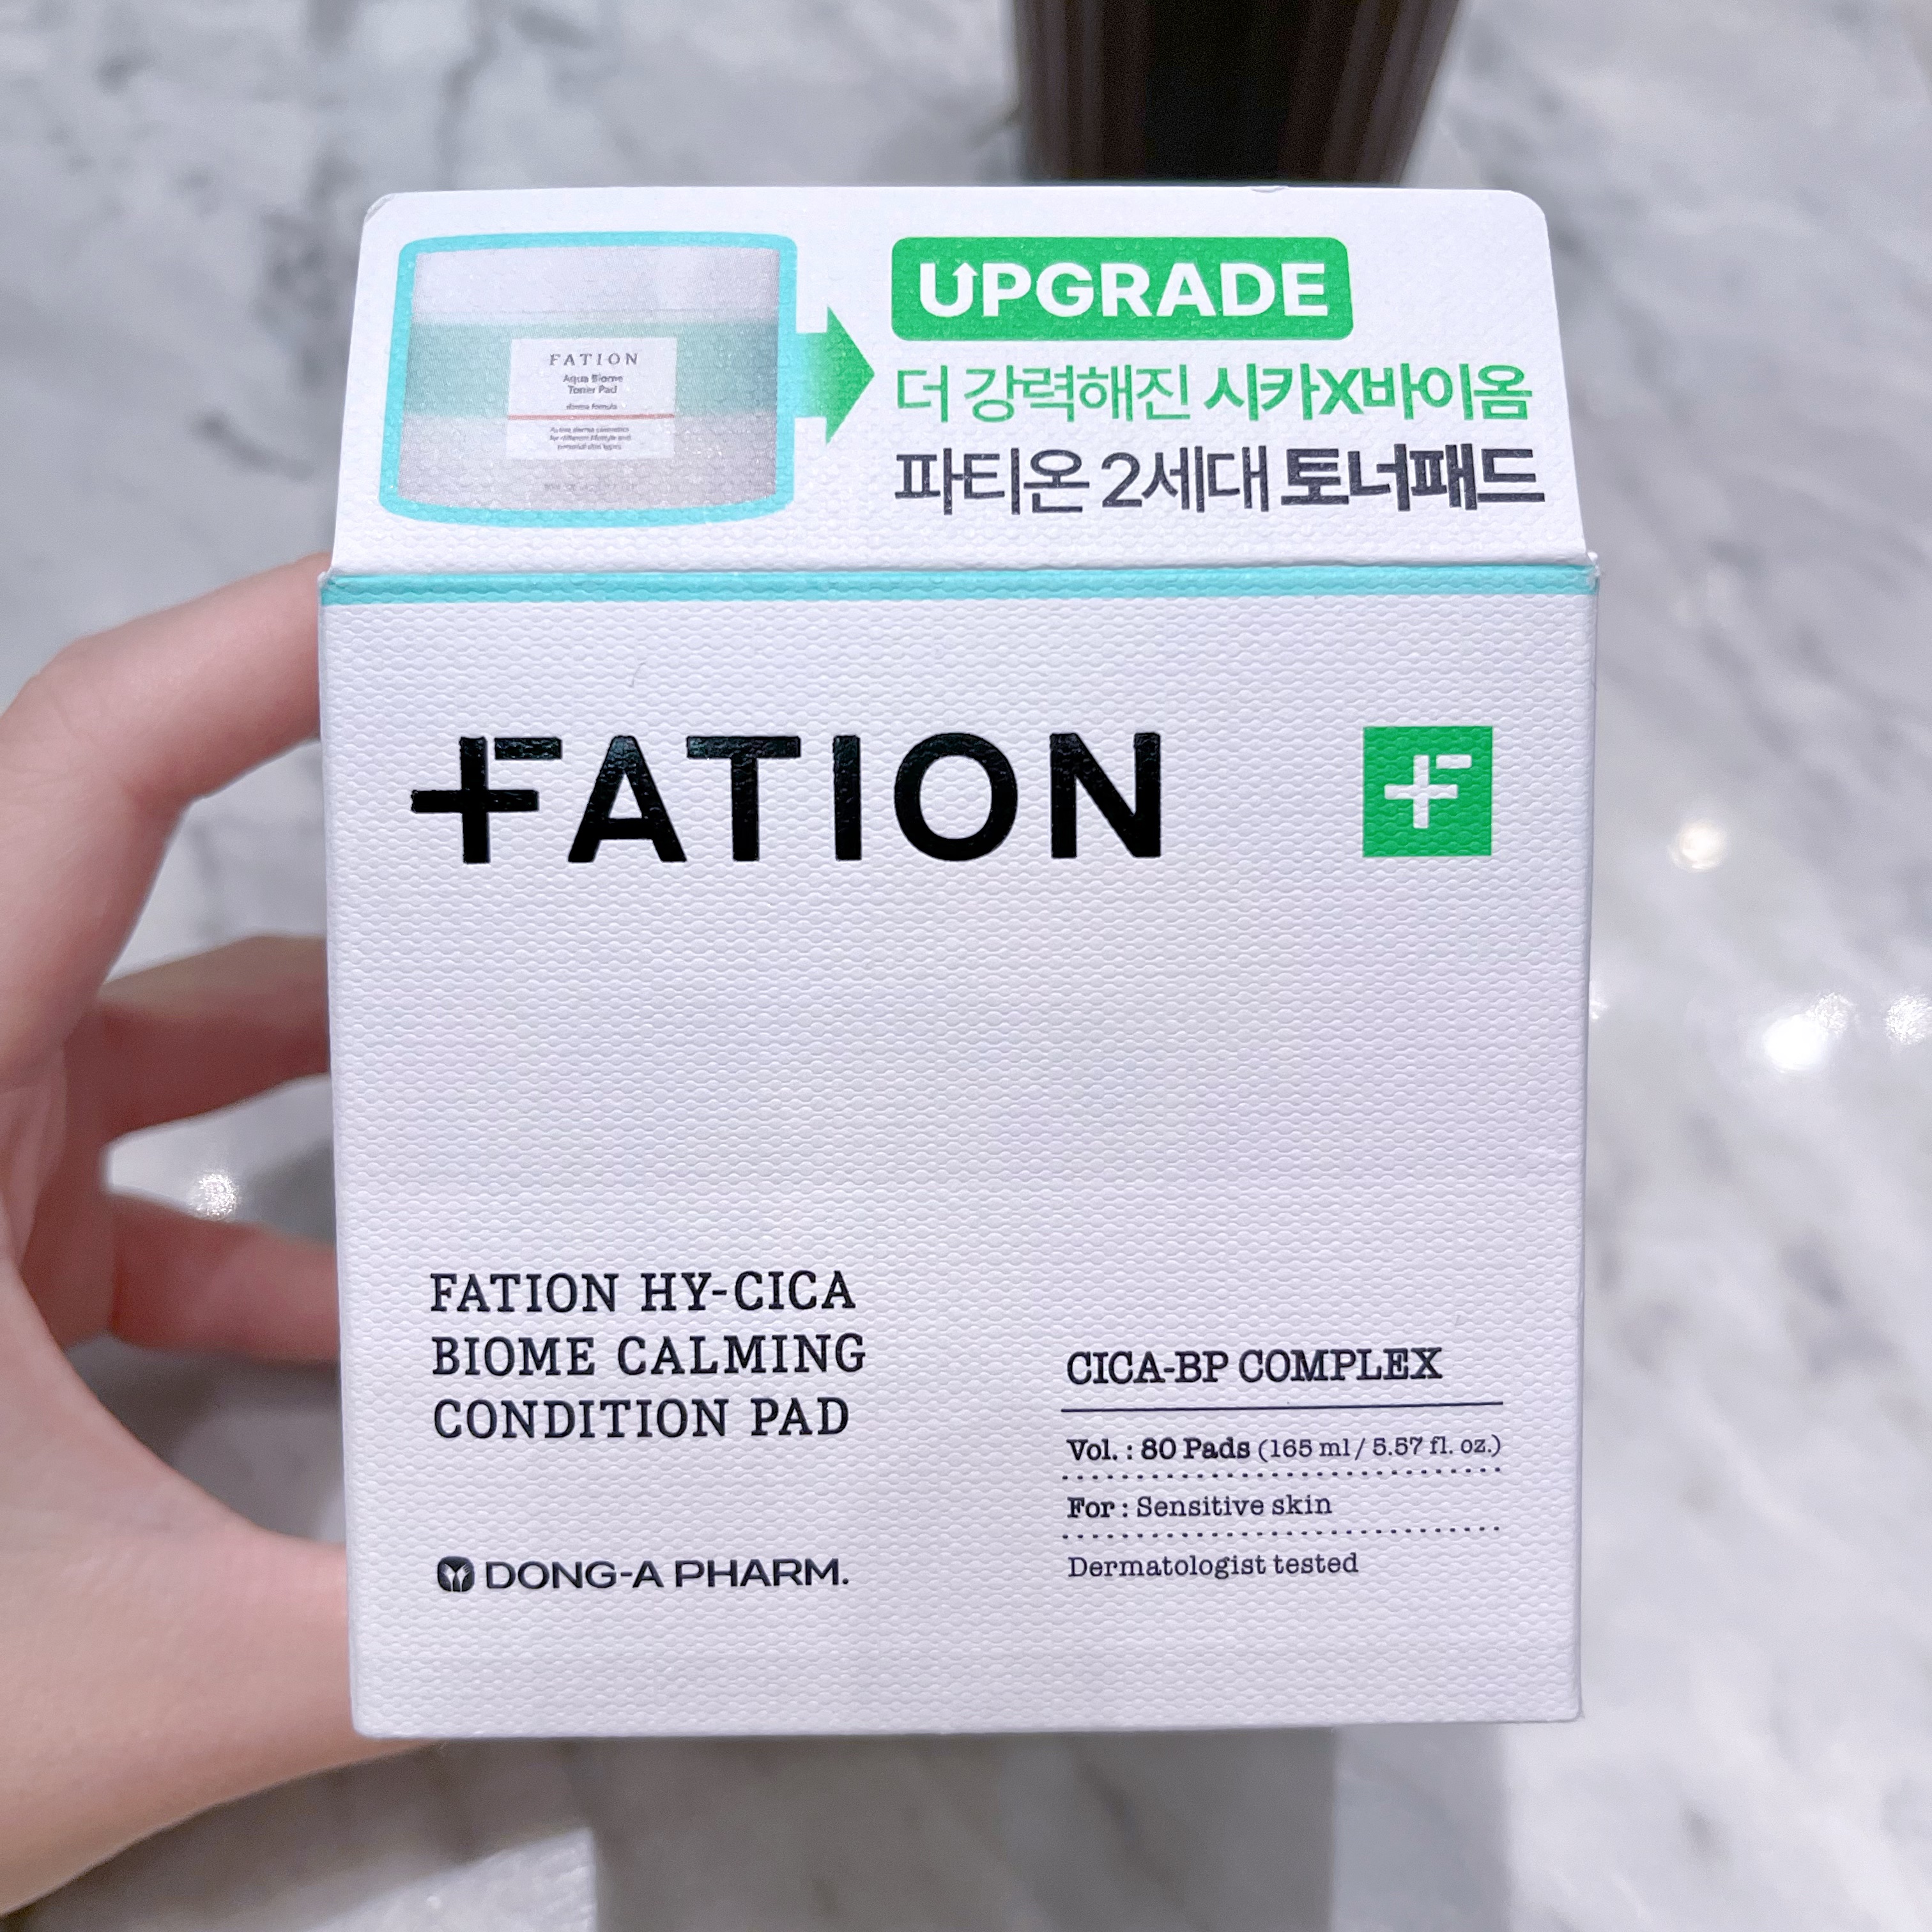 UPGRADE
더 강력해진 시카X바이옴
파티온 2세대 토너패드
FATION
Aqua Biome
Toner Pad
derma formula
FATION
FATION HY-CICA
BIOME CALMING
CONDITION PAD
DONG-A PHARM.
CICA-BP COMPLEX
Vol. : 80 Pads (165 ml / 5.57 fl. oz.)
For : Sensitive skin
Dermatologist tested